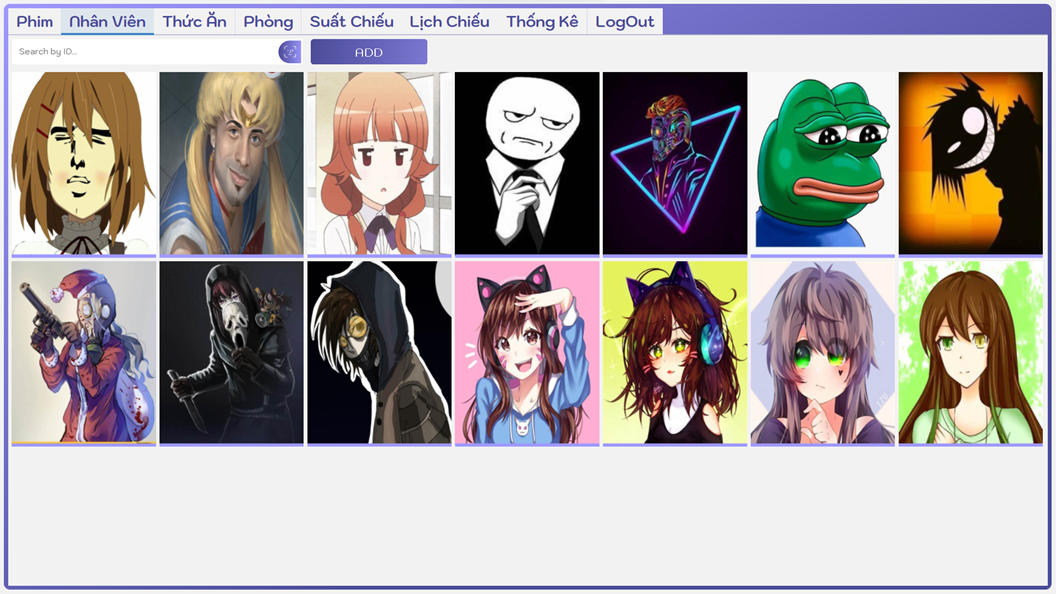 Phim Nhân Viên Thức Ăn Phòng Suất Chiếu Lịch Chiếu Thống Kê LogOut
Search by ID... ADD